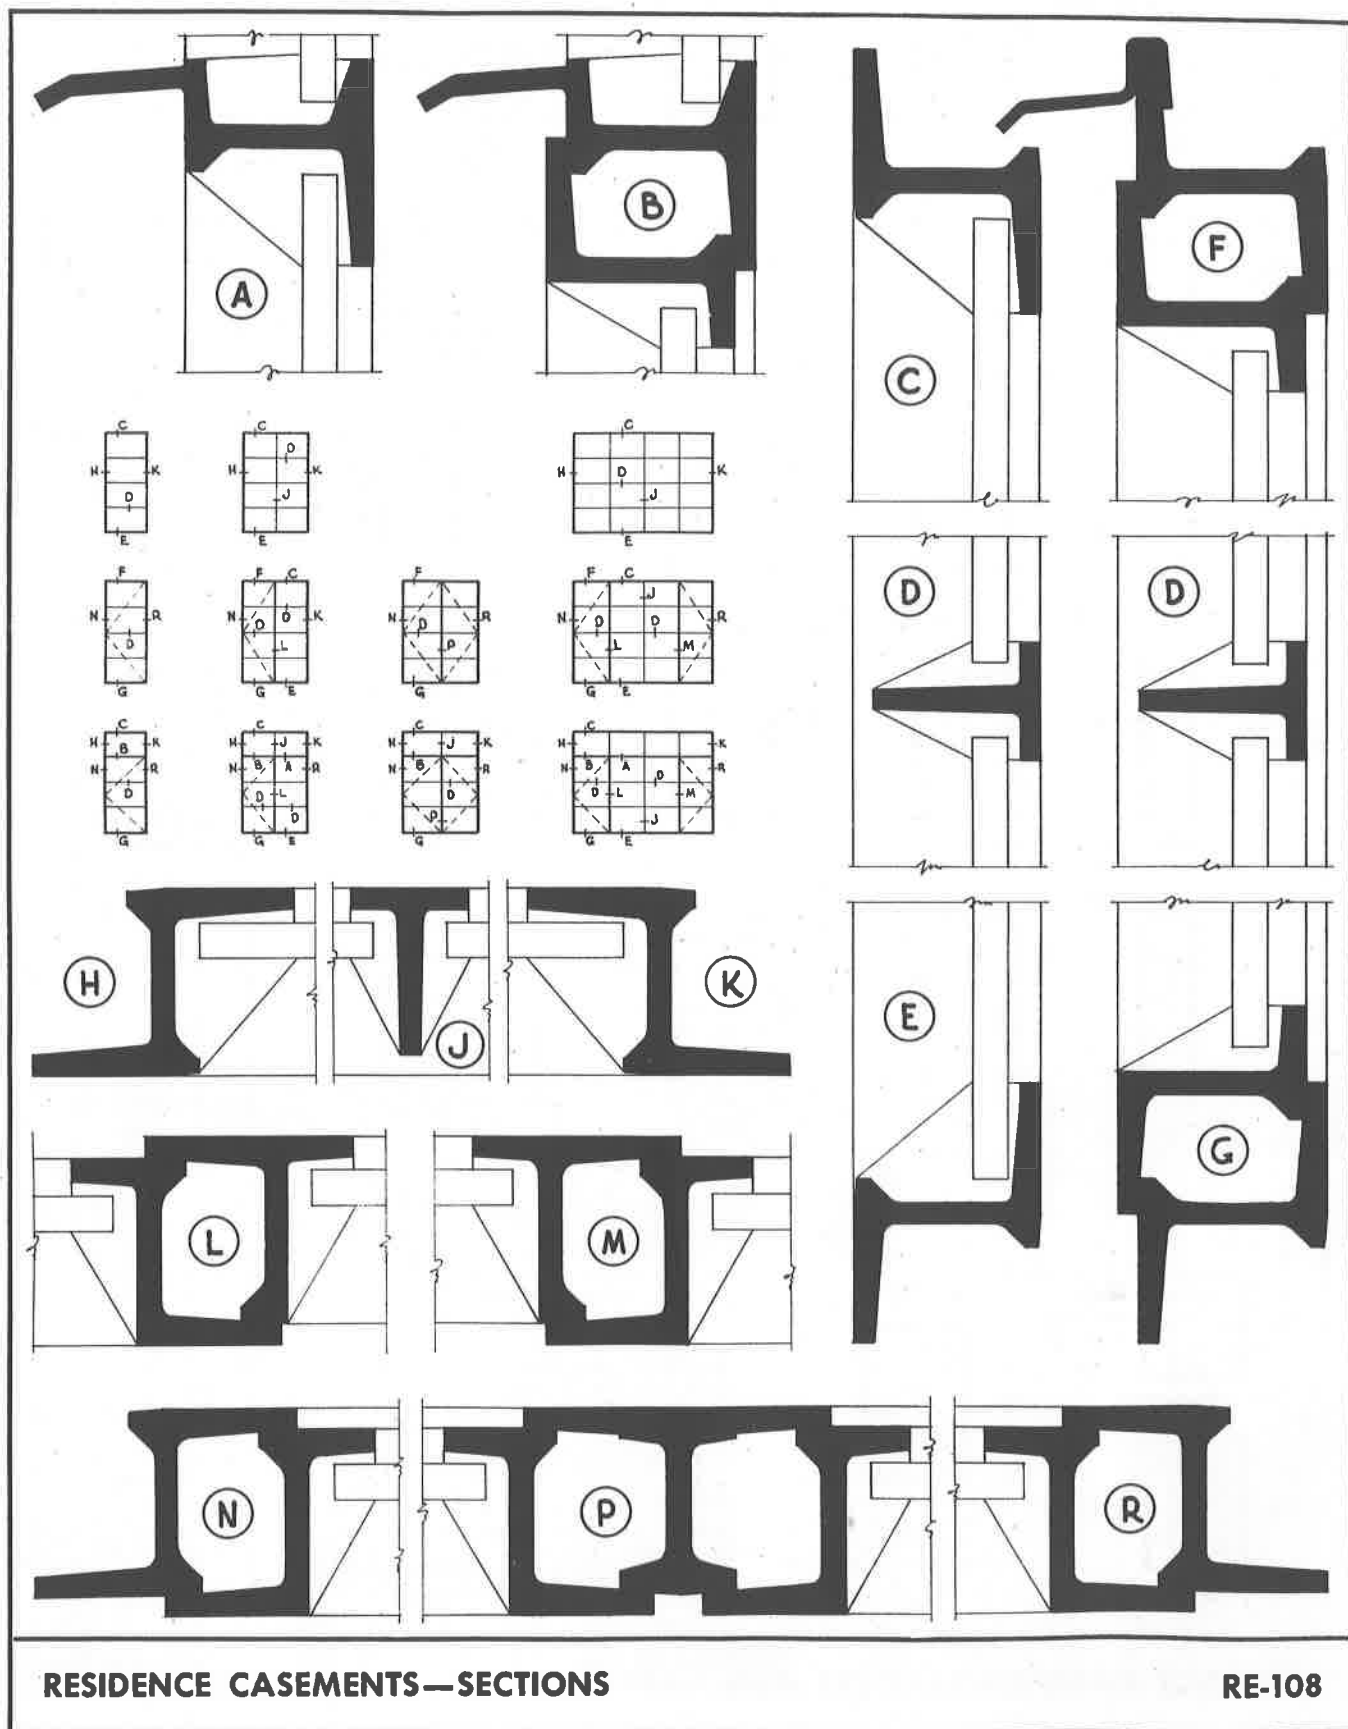 A
B
C
F
C
H D K
E
C
H D K
J
E
C
H D K
J
E
F
N R
D
G
F C
N D D K
L
G E
F
N D R
P
G
F C
J
N D D R
L M
G E
C
H B K
N R
D
G
C
H J K
N B A R
D L
D
G E
C
H J K
N B R
D
P
G
C
H K
N B A R
D L D M
J
G E
D
D
H
J
K
E
G
L
M
N
P
R
RESIDENCE CASEMENTS—SECTIONS RE-108